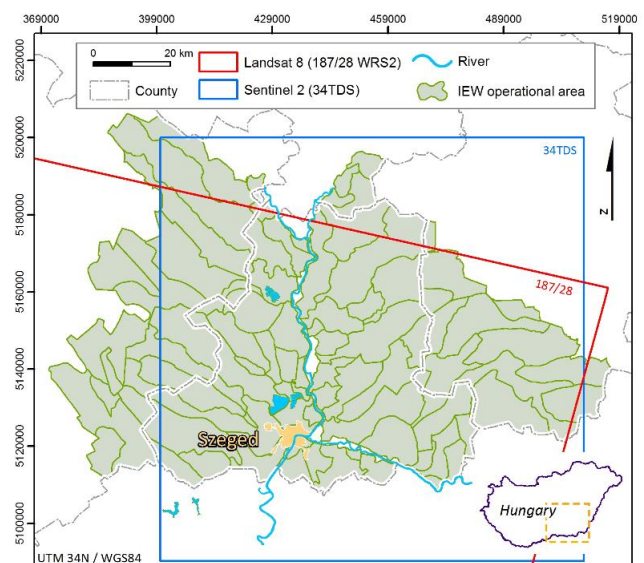 369000 399000 429000 459000 489000 519000
5220000
5200000
5180000
5160000
5140000
5120000
5100000
0 20 km
Landsat 8 (187/28 WRS2)
River
County
Sentinel 2 (34TDS)
IEW operational area
34TDS
N
187/28
Szeged
Hungary
UTM 34N / WGS84